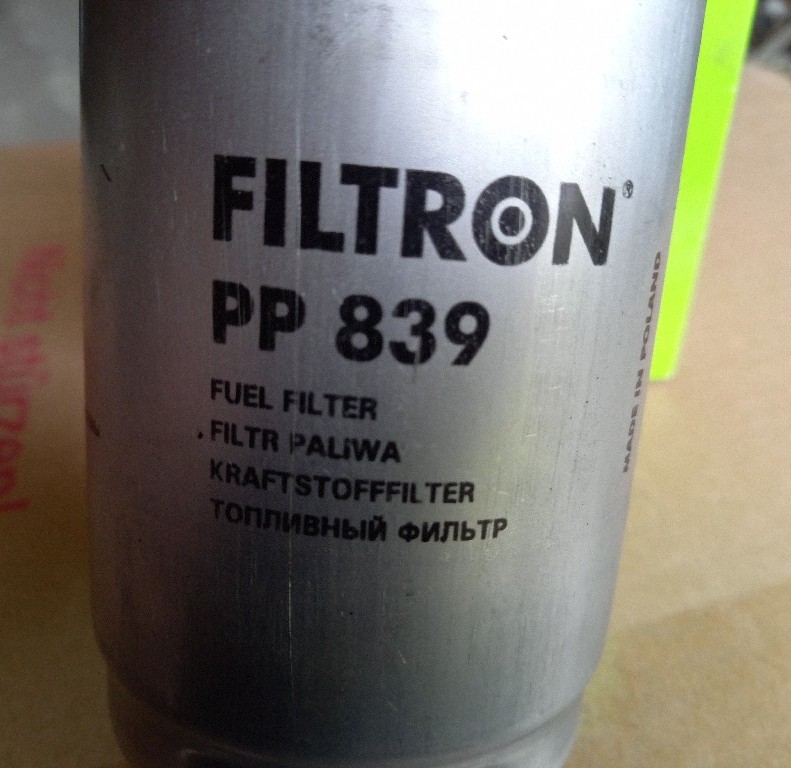 FILTRON®
PP 839
FUEL FILTER
FILTR PALIWA
KRAFTSTOFFFILTER
ТОПЛИВНЫЙ ФИЛЬТР
MADE IN POLAND